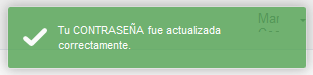 Tu CONTRASEÑA fue actualizada
correctamente.